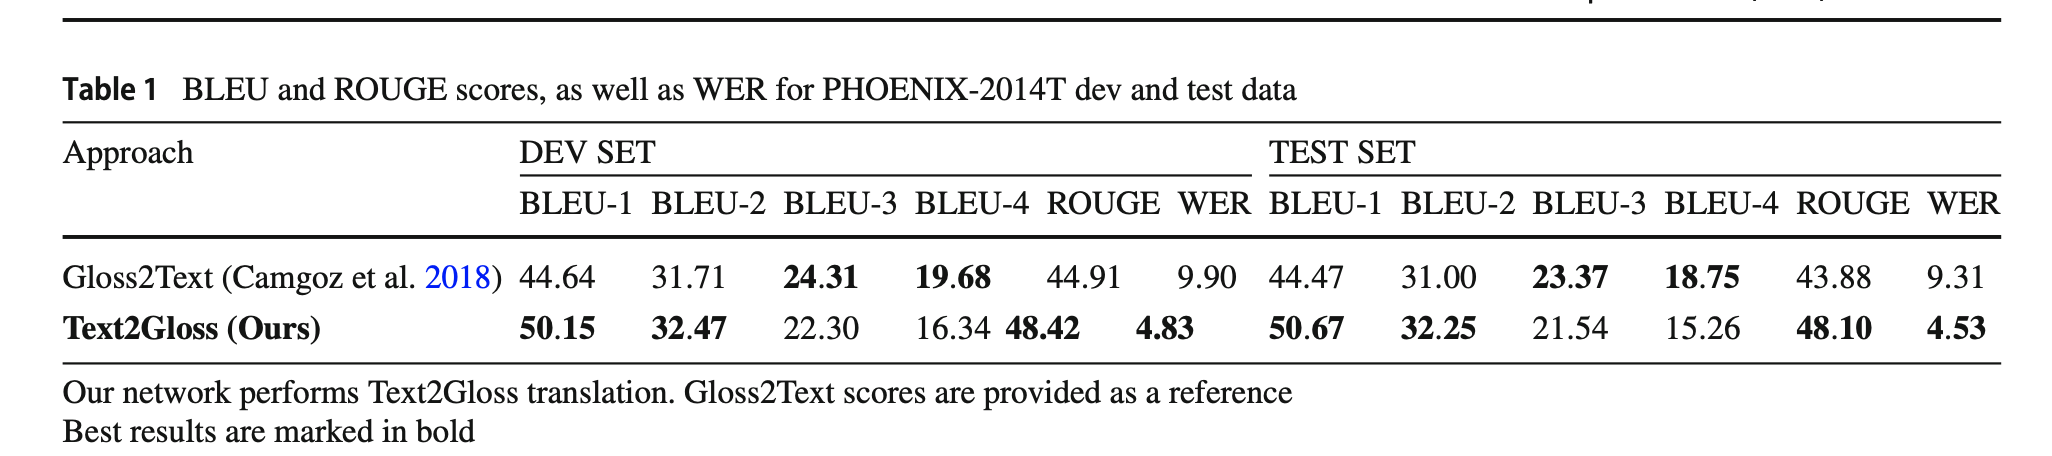 Table 1 BLEU and ROUGE scores, as well as WER for PHOENIX-2014T dev and test data
Approach DEV SET TEST SET
BLEU-1 BLEU-2 BLEU-3 BLEU-4 ROUGE WER BLEU-1 BLEU-2 BLEU-3 BLEU-4 ROUGE WER
Gloss2Text (Camgoz et al. 2018) 44.64 31.71 24.31 19.68 44.91 9.90 44.47 31.00 23.37 18.75 43.88 9.31
Text2Gloss (Ours) 50.15 32.47 22.30 16.34 48.42 4.83 50.67 32.25 21.54 15.26 48.10 4.53
Our network performs Text2Gloss translation. Gloss2Text scores are provided as a reference
Best results are marked in bold